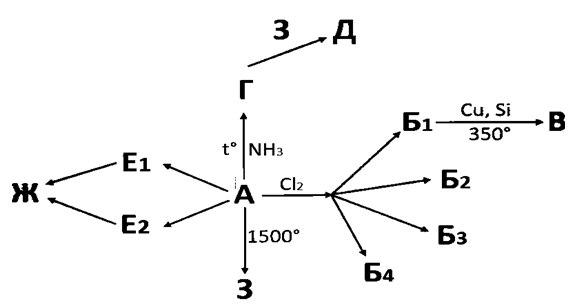 З Д
Г
Cu, Si
Б1 350° В
t° NH₃
Е1
Ж А Cl₂ Б2
Е2 1500° Б3
З Б4